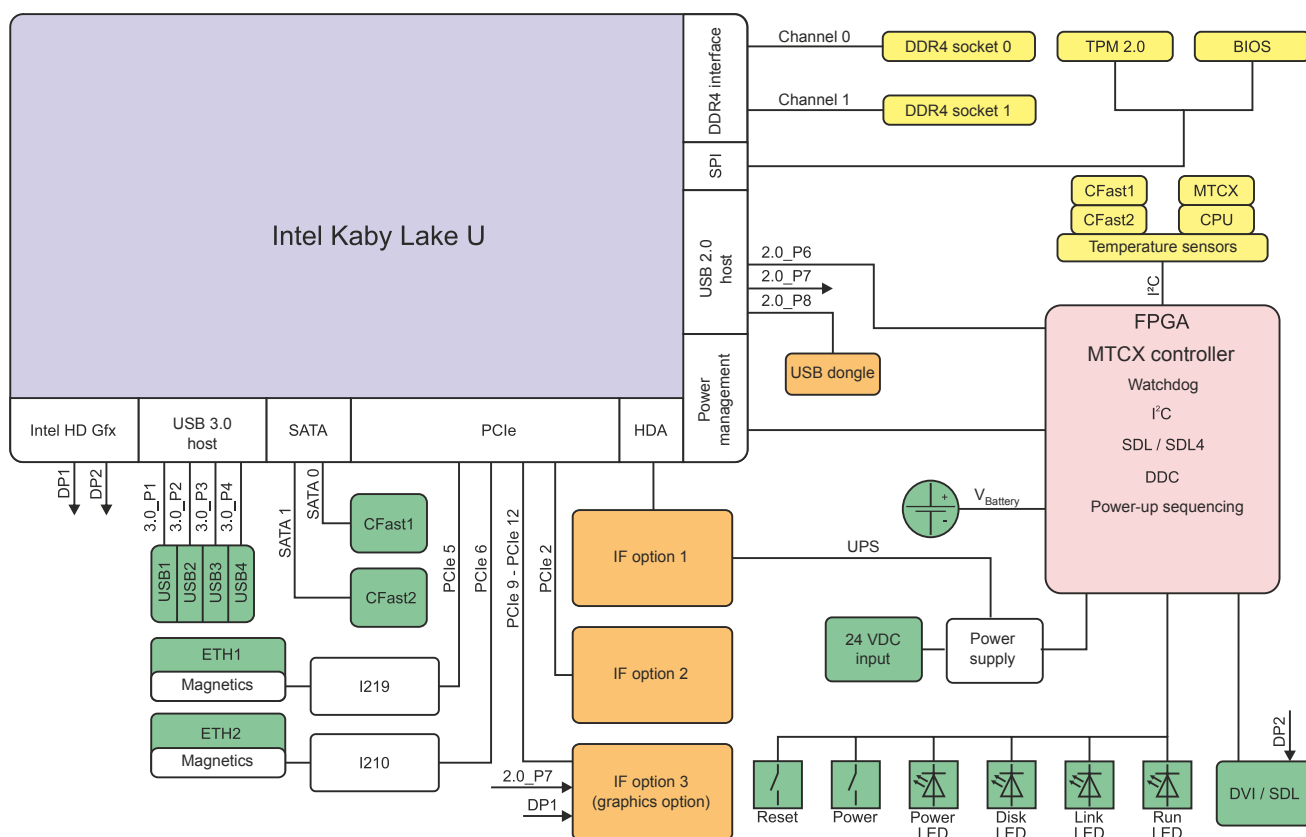 Intel Kaby Lake U
DDR4 interface
SPI
USB 2.0
host
Power
management
Intel HD Gfx
USB 3.0
host
SATA
PCIe
HDA
Channel 0
DDR4 socket 0
Channel 1
DDR4 socket 1
TPM 2.0
BIOS
CFast1
MTCX
CFast2
CPU
Temperature sensors
I²C
2.0_P6
2.0_P7
2.0_P8
USB dongle
FPGA
MTCX controller
Watchdog
I²C
SDL / SDL4
DDC
Power-up sequencing
+
-
VBattery
DP1
DP2
3.0_P1
3.0_P2
3.0_P3
3.0_P4
USB1
USB2
USB3
USB4
SATA 1
SATA 0
CFast1
CFast2
PCIe 5
PCIe 6
PCIe 9 - PCIe 12
PCIe 2
IF option 1
UPS
IF option 2
24 VDC
input
Power
supply
ETH1
Magnetics
I219
ETH2
Magnetics
I210
2.0_P7
DP1
IF option 3
(graphics option)
Reset
Power
Power
LED
Disk
LED
Link
LED
Run
LED
DP2
DVI / SDL